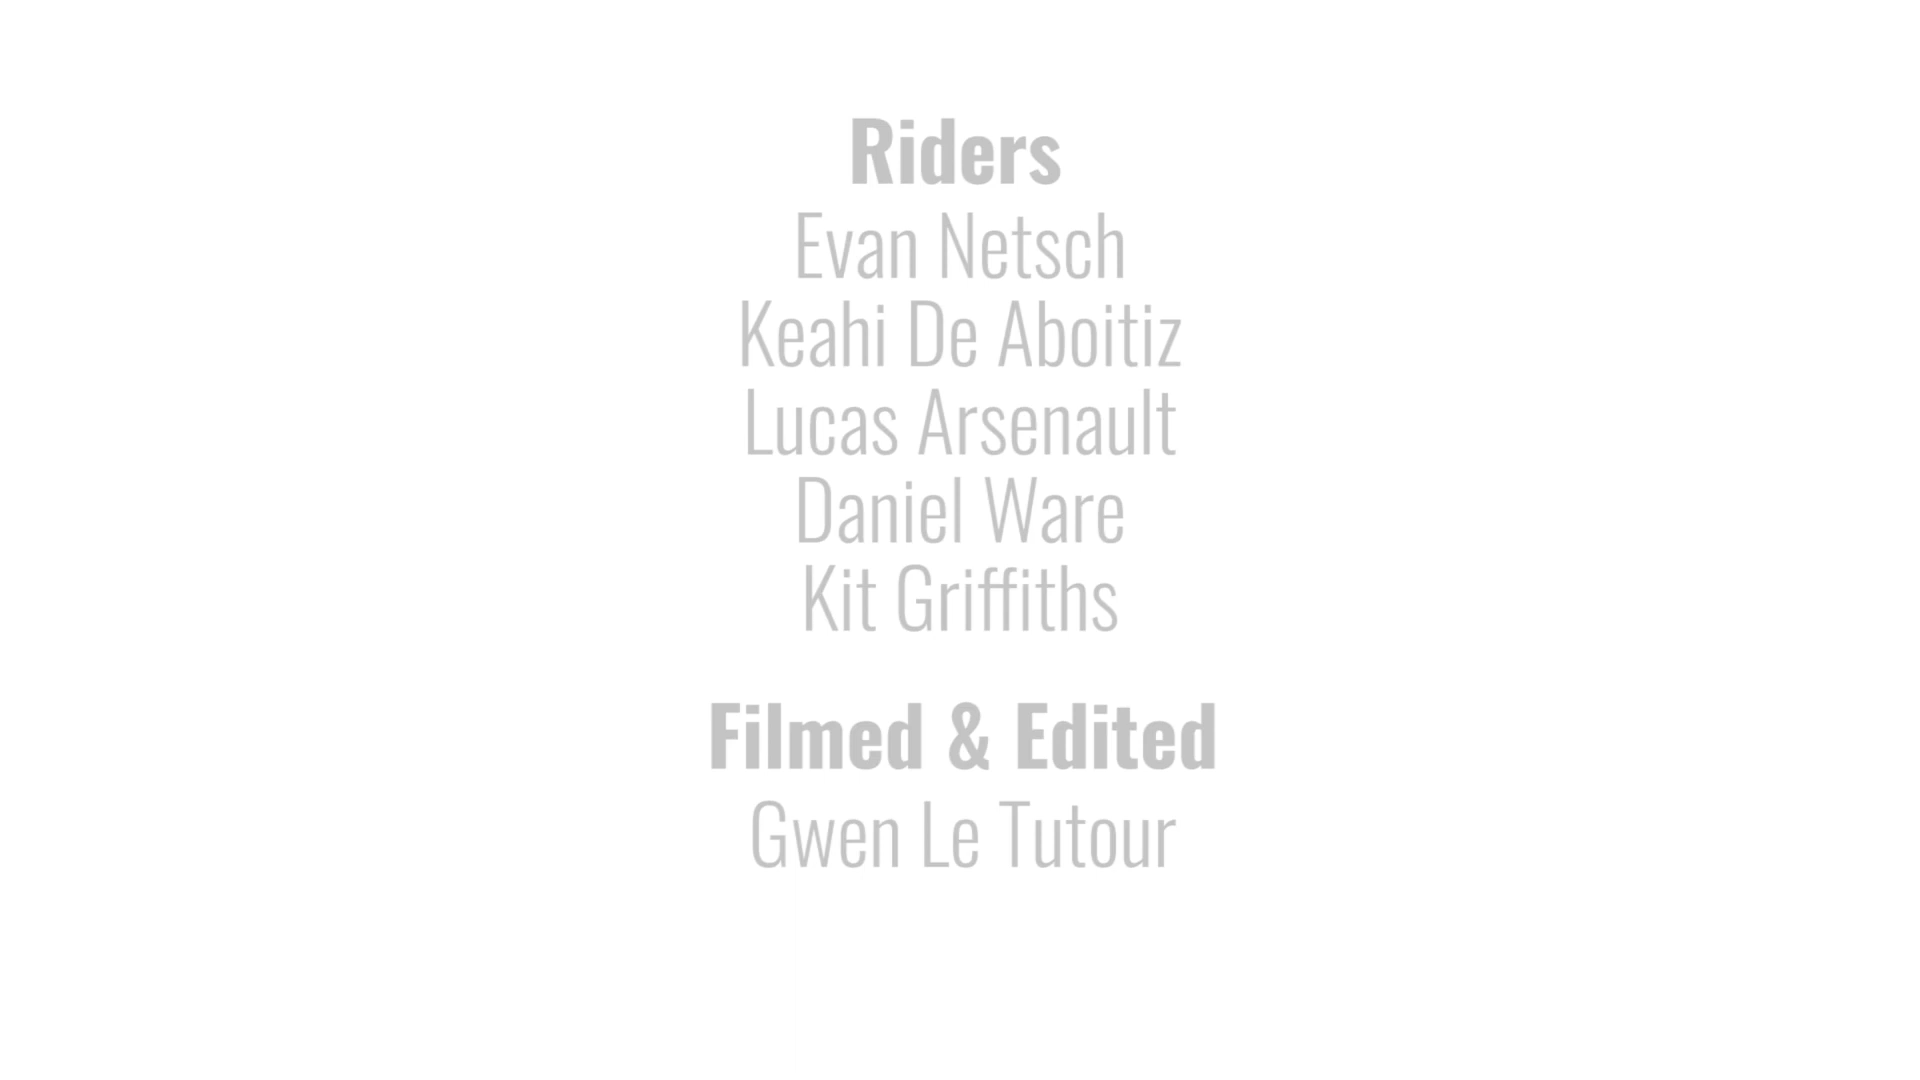 Riders
Evan Netsch
Keahi De Aboitiz
Lucas Arsenault
Daniel Ware
Kit Griffiths
Filmed & Edited
Gwen Le Tutour